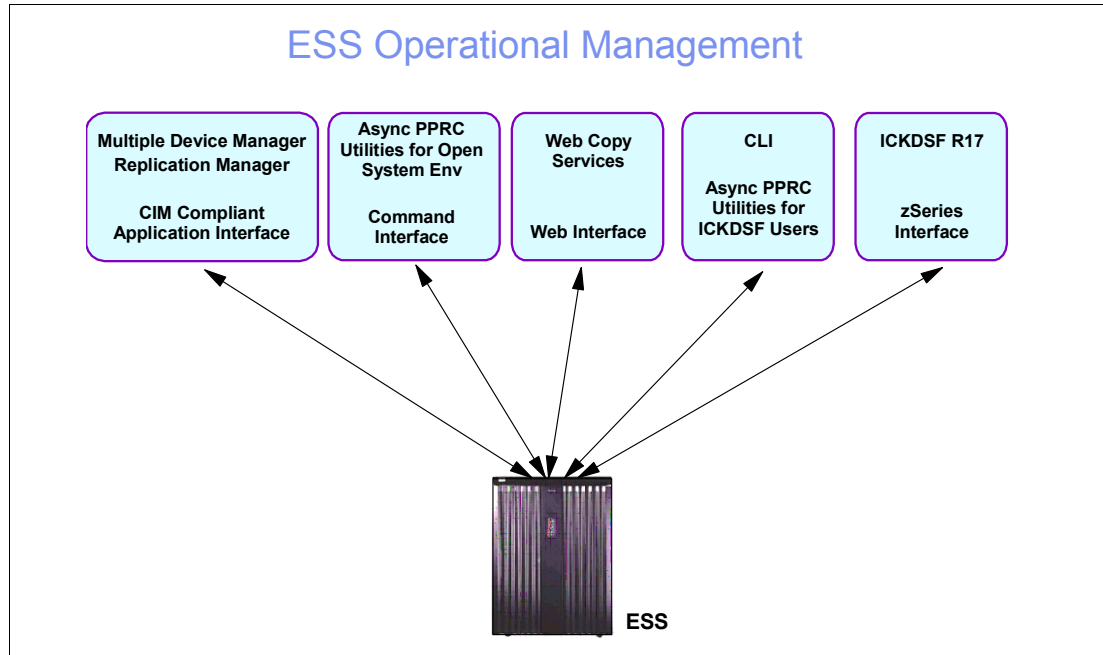 ESS Operational Management
Multiple Device Manager
Replication Manager
CIM Compliant
Application Interface
Async PPRC
Utilities for Open
System Env
Command
Interface
Web Copy
Services
Web Interface
CLI
Async PPRC
Utilities for
ICKDSF Users
ICKDSF R17
zSeries
Interface
ESS